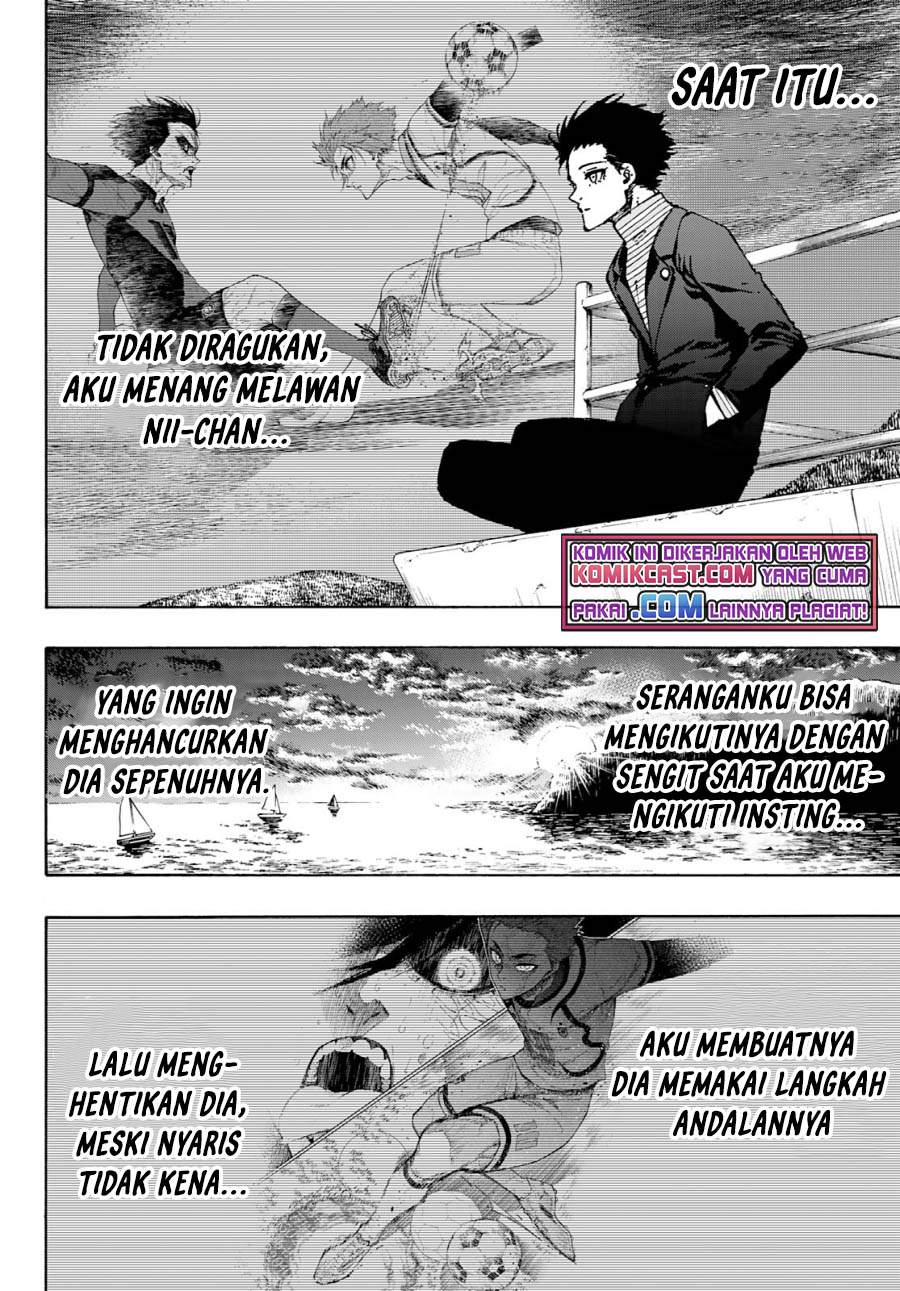 SAAT ITU...
TIDAK DIRAGUKAN,
AKU MENANG MELAWAN
NII-CHAN...
KOMIK INI DIKERJAKAN OLEH WEB
KOMIKCAST.COM YANG CUMA
PAKAI .COM LAINNYA PLAGIAT!
SERANGANKU BISA
MENGIKUTINYA DENGAN
SENGIT SAAT AKU ME-
NGIKUTI INSTING...
YANG INGIN
MENGHANCURKAN
DIA SEPENUHNYA.
AKU MEMBUATNYA
DIA MEMAKAI LANGKAH
ANDALANNYA
LALU MENG-
HENTIKAN DIA,
MESKI NYARIS
TIDAK KENA...